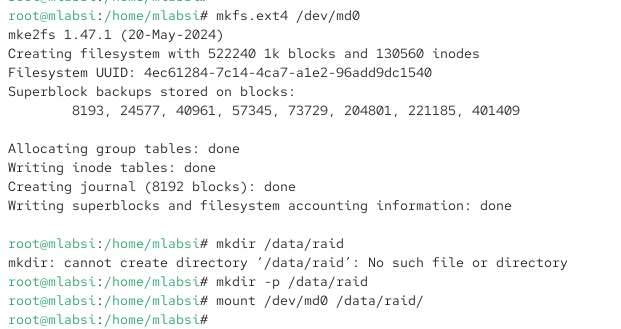 root@mlabsi:/home/mlabsi# mkfs.ext4 /dev/md0
mke2fs 1.47.1 (20-May-2024)
Creating filesystem with 522240 1k blocks and 130560 inodes
Filesystem UUID: 4ec61284-7c14-4ca7-a1e2-96add9dc1540
Superblock backups stored on blocks:
        8193, 24577, 40961, 57345, 73729, 204801, 221185, 401409
Allocating group tables: done
Writing inode tables: done
Creating journal (8192 blocks): done
Writing superblocks and filesystem accounting information: done
root@mlabsi:/home/mlabsi# mkdir /data/raid
mkdir: cannot create directory ‘/data/raid’: No such file or directory
root@mlabsi:/home/mlabsi# mkdir -p /data/raid
root@mlabsi:/home/mlabsi# mount /dev/md0 /data/raid/
root@mlabsi:/home/mlabsi#